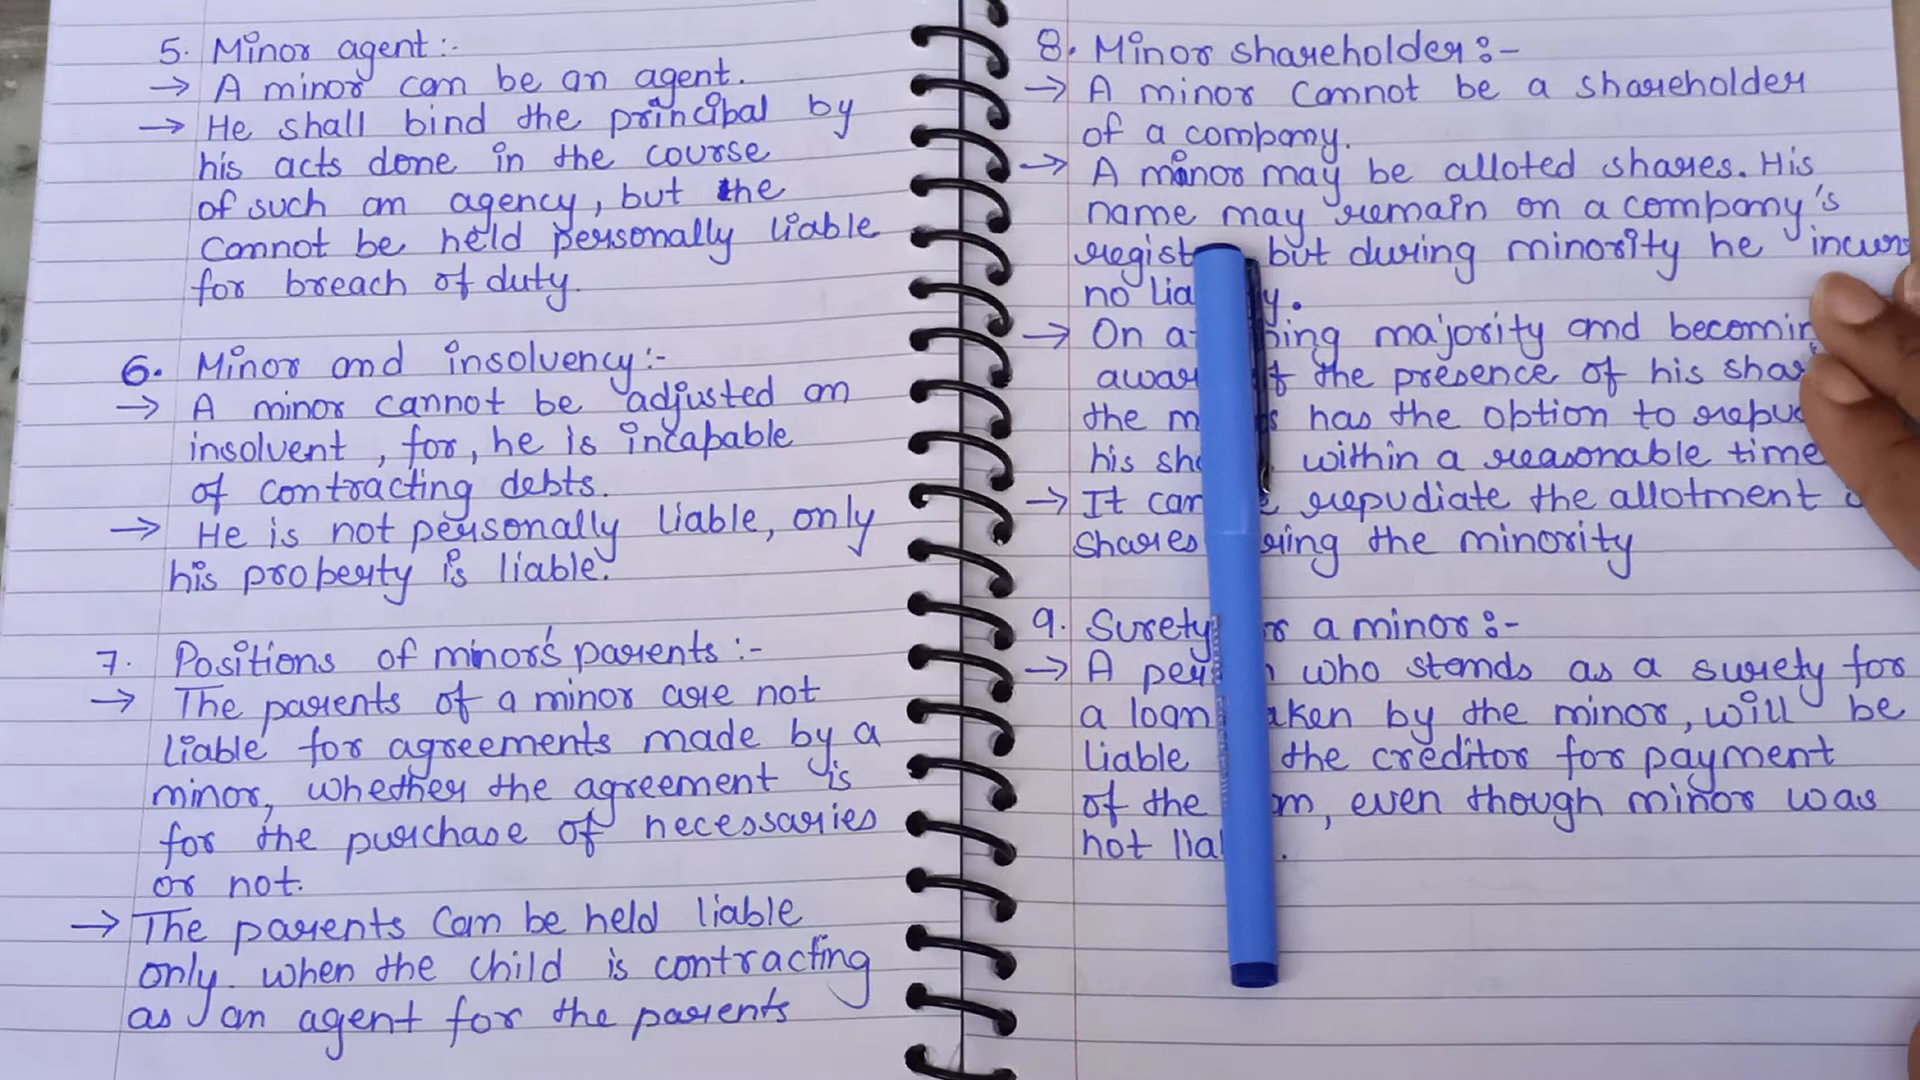 5. Minor agent:-
→ A minor can be an agent.
→ He shall bind the principal by
his acts done in the course
of such an agency, but the
cannot be held personally liable
for breach of duty.
6. Minor and insolvency:-
→ A minor cannot be adjusted an
insolvent, for, he is incapable
of contracting debts.
→ He is not personally liable, only
his property is liable.
7. Positions of minor's parents:-
→ The parents of a minor are not
liable for agreements made by a
minor, whether the agreement is
for the purchase of necessaries
or not.
→ The parents can be held liable
only when the child is contracting
as an agent for the parents
8. Minor shareholder:-
→ A minor cannot be a shareholder
of a company.
→ A minor may be alloted shares. His
name may remain on a company's
but during minority he incurs
no
→ On majority and
the presence of his
the has the option to
his within a reasonable time
→ It repudiate the allotment
shares the minority
9. Surety a minor:-
→ A who stands as a surety for
a loan taken by the minor, will be
liable the creditor for payment
of the even though minor was
not